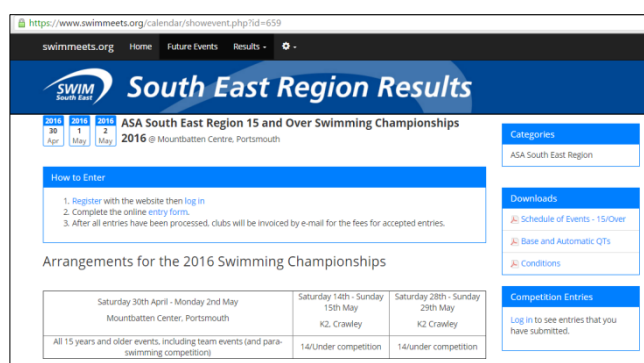 https://www.swimmeets.org/calendar/showevent.php?id=659
swimmeets.org Home Future Events Results
SWIM
South East
South East Region Results
2016 2016 2016
30 1 2
Apr May May
ASA South East Region 15 and Over Swimming Championships
2016 @ Mountbatten Centre, Portsmouth
How to Enter
1. Register with the website then log in
2. Complete the online entry form.
3. After all entries have been processed, clubs will be invoiced by e-mail for the fees for accepted entries.
Arrangements for the 2016 Swimming Championships
Saturday 30th April - Monday 2nd May
Mountbatten Center, Portsmouth
Saturday 14th - Sunday
15th May
K2, Crawley
Saturday 28th - Sunday
29th May
K2 Crawley
All 15 years and older events, including team events (and para-
swimming competition)
14/Under competition
14/under competition
Categories
ASA South East Region
Downloads
Schedule of Events - 15/Over
Base and Automatic QTs
Conditions
Competition Entries
Log in to see entries that you
have submitted.